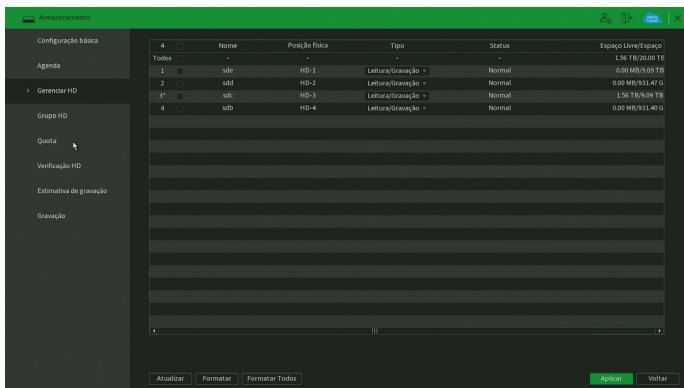 Armazenamento
Configuração básica
Agenda
Gerenciar HD
Grupo HD
Quota
Verificação HD
Estimativa de gravação
Gravação
4 Nome Posição física Tipo Status Espaço Livre/Espaço
Todos - - - - 1.56 TB/20.00 TB
1 sde HD-1 Leitura/Gravação Normal 0.00 MB/9.09 TB
2 sdd HD-2 Leitura/Gravação Normal 0.00 MB/931.47 G
3* sdc HD-3 Leitura/Gravação Normal 1.56 TB/9.09 TB
4 sdb HD-4 Leitura/Gravação Normal 0.00 MB/931.40 G
Atualizar Formatar Formatar Todos Aplicar Voltar